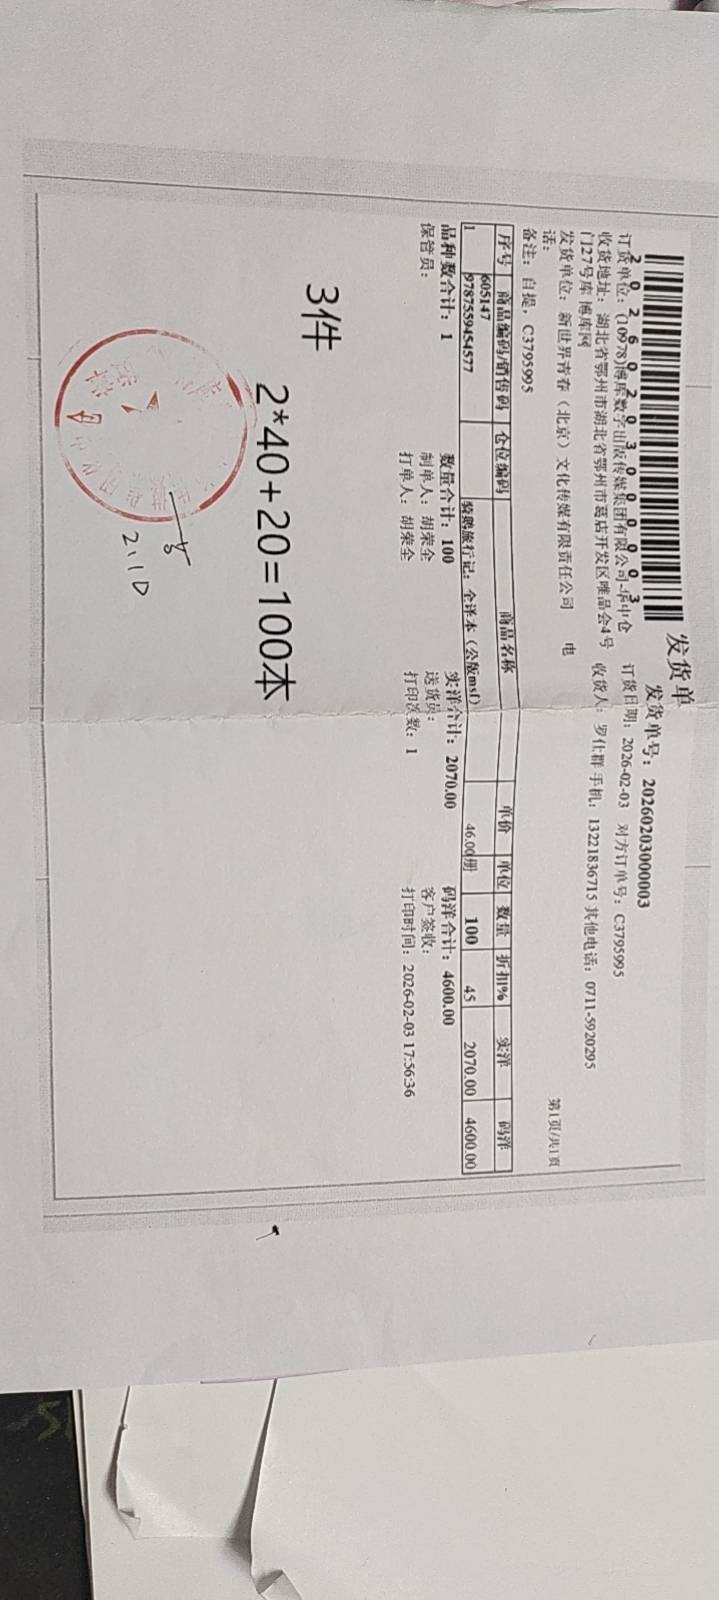 发货单
20260203000003
发货单号：20260203000003
订货单位：(10978)博库数字出版传媒集团有限公司-华中仓
订货日期：2026-02-03 对方订单号：C3795995
收货地址：湖北省鄂州市湖北省鄂州市葛店开发区唯品会4号门27号库 博库网
收货人：罗仕群 手机：13221836715 其他电话：0711-5920295
发货单位：新世界青春（北京）文化传媒有限责任公司 电话：
第1页/共1页
备注：自提，C3795995
序号 商品编码/销售码 仓位编码 商品名称 单价 单位 数量 折扣% 实洋 码洋
1 605147 9787559454577 骑鹅旅行记：全译本（公版msf） 46.00 册 100 45 2070.00 4600.00
品种数合计：1 数量合计：100 实洋合计：2070.00 码洋合计：4600.00
保管员： 制单人：胡荣全 送货员： 客户签收：
打单人：胡荣全 打印次数：1 打印时间：2026-02-03 17:56:36
3件
2*40+20=100本